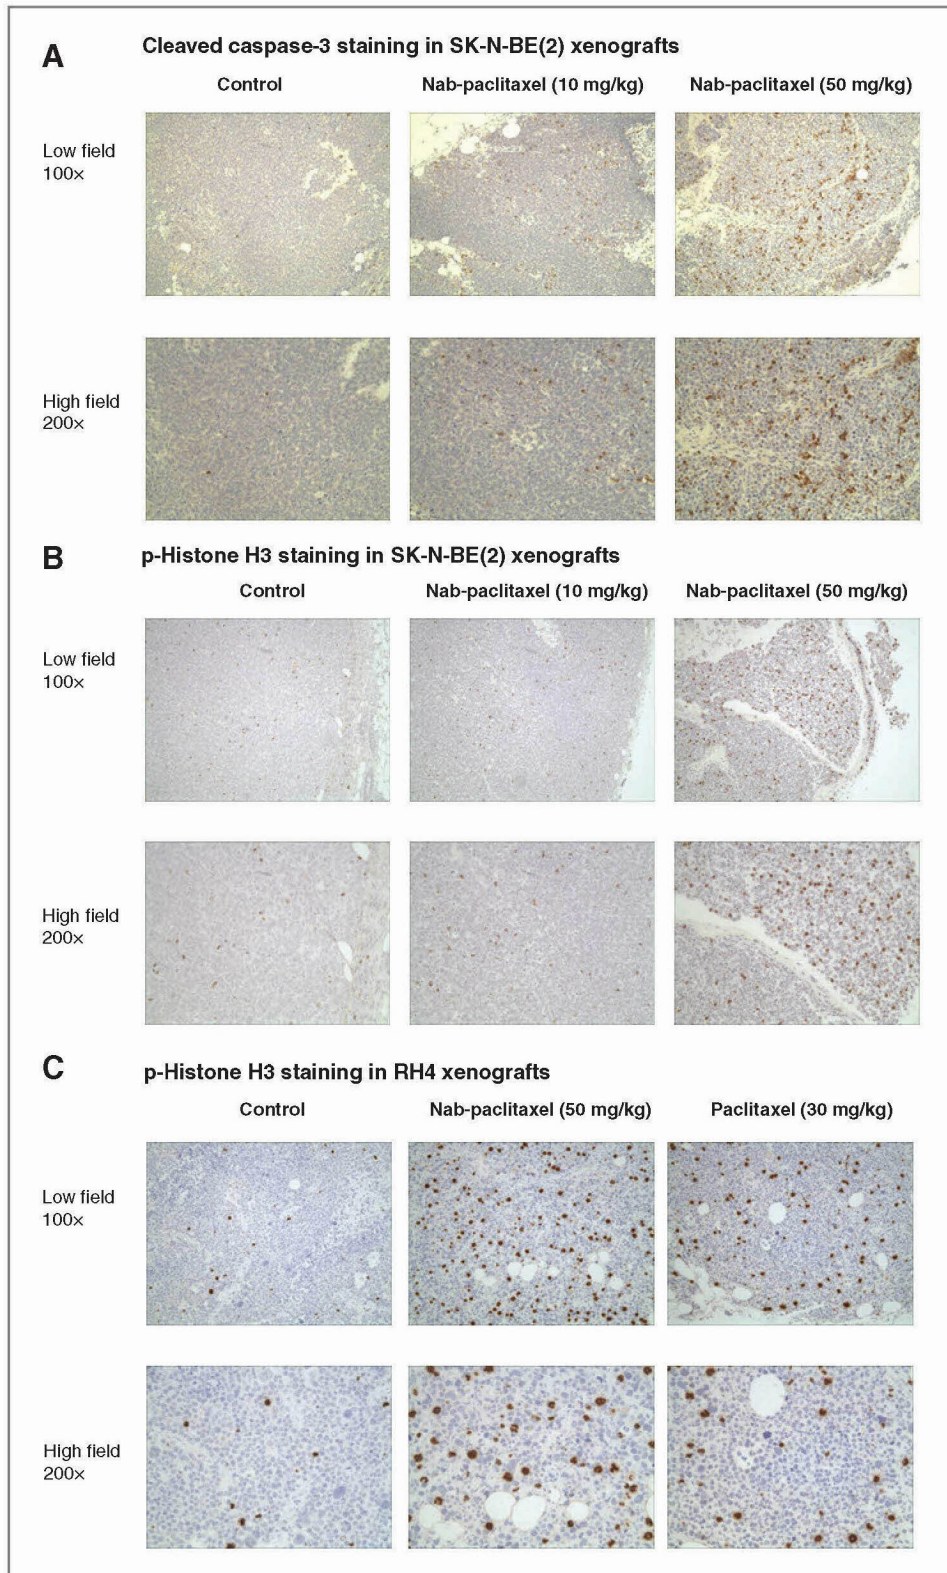 A
Cleaved caspase-3 staining in SK-N-BE(2) xenografts
Control
Nab-paclitaxel (10 mg/kg)
Nab-paclitaxel (50 mg/kg)
Low field
100×
High field
200×
B
p-Histone H3 staining in SK-N-BE(2) xenografts
Control
Nab-paclitaxel (10 mg/kg)
Nab-paclitaxel (50 mg/kg)
Low field
100×
High field
200×
C
p-Histone H3 staining in RH4 xenografts
Control
Nab-paclitaxel (50 mg/kg)
Paclitaxel (30 mg/kg)
Low field
100×
High field
200×